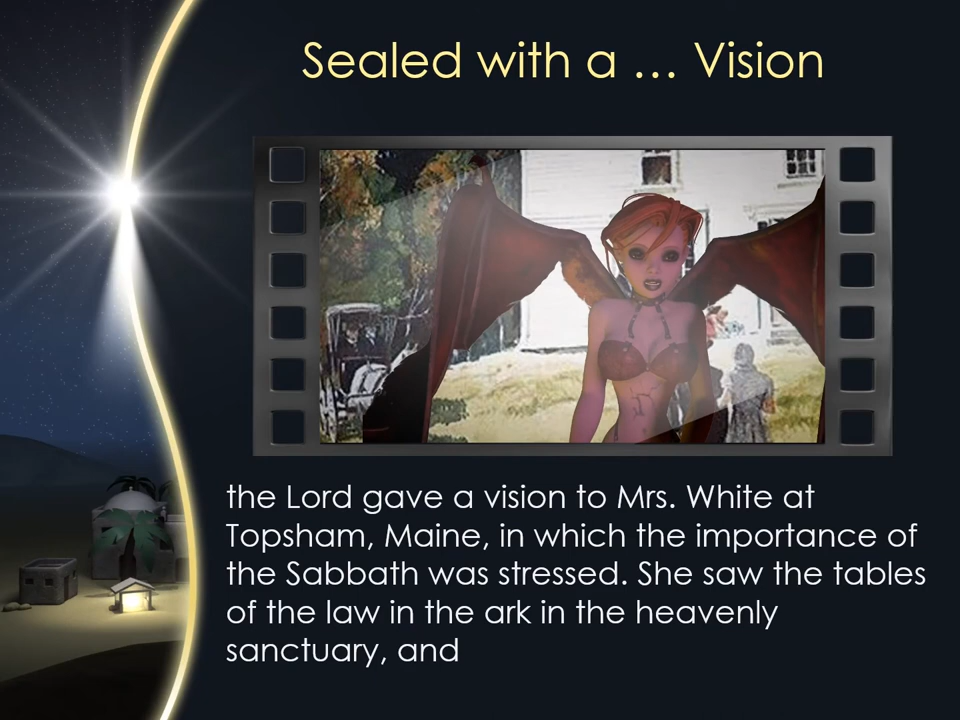 Sealed with a … Vision
the Lord gave a vision to Mrs. White at
Topsham, Maine, in which the importance of
the Sabbath was stressed. She saw the tables
of the law in the ark in the heavenly
sanctuary, and